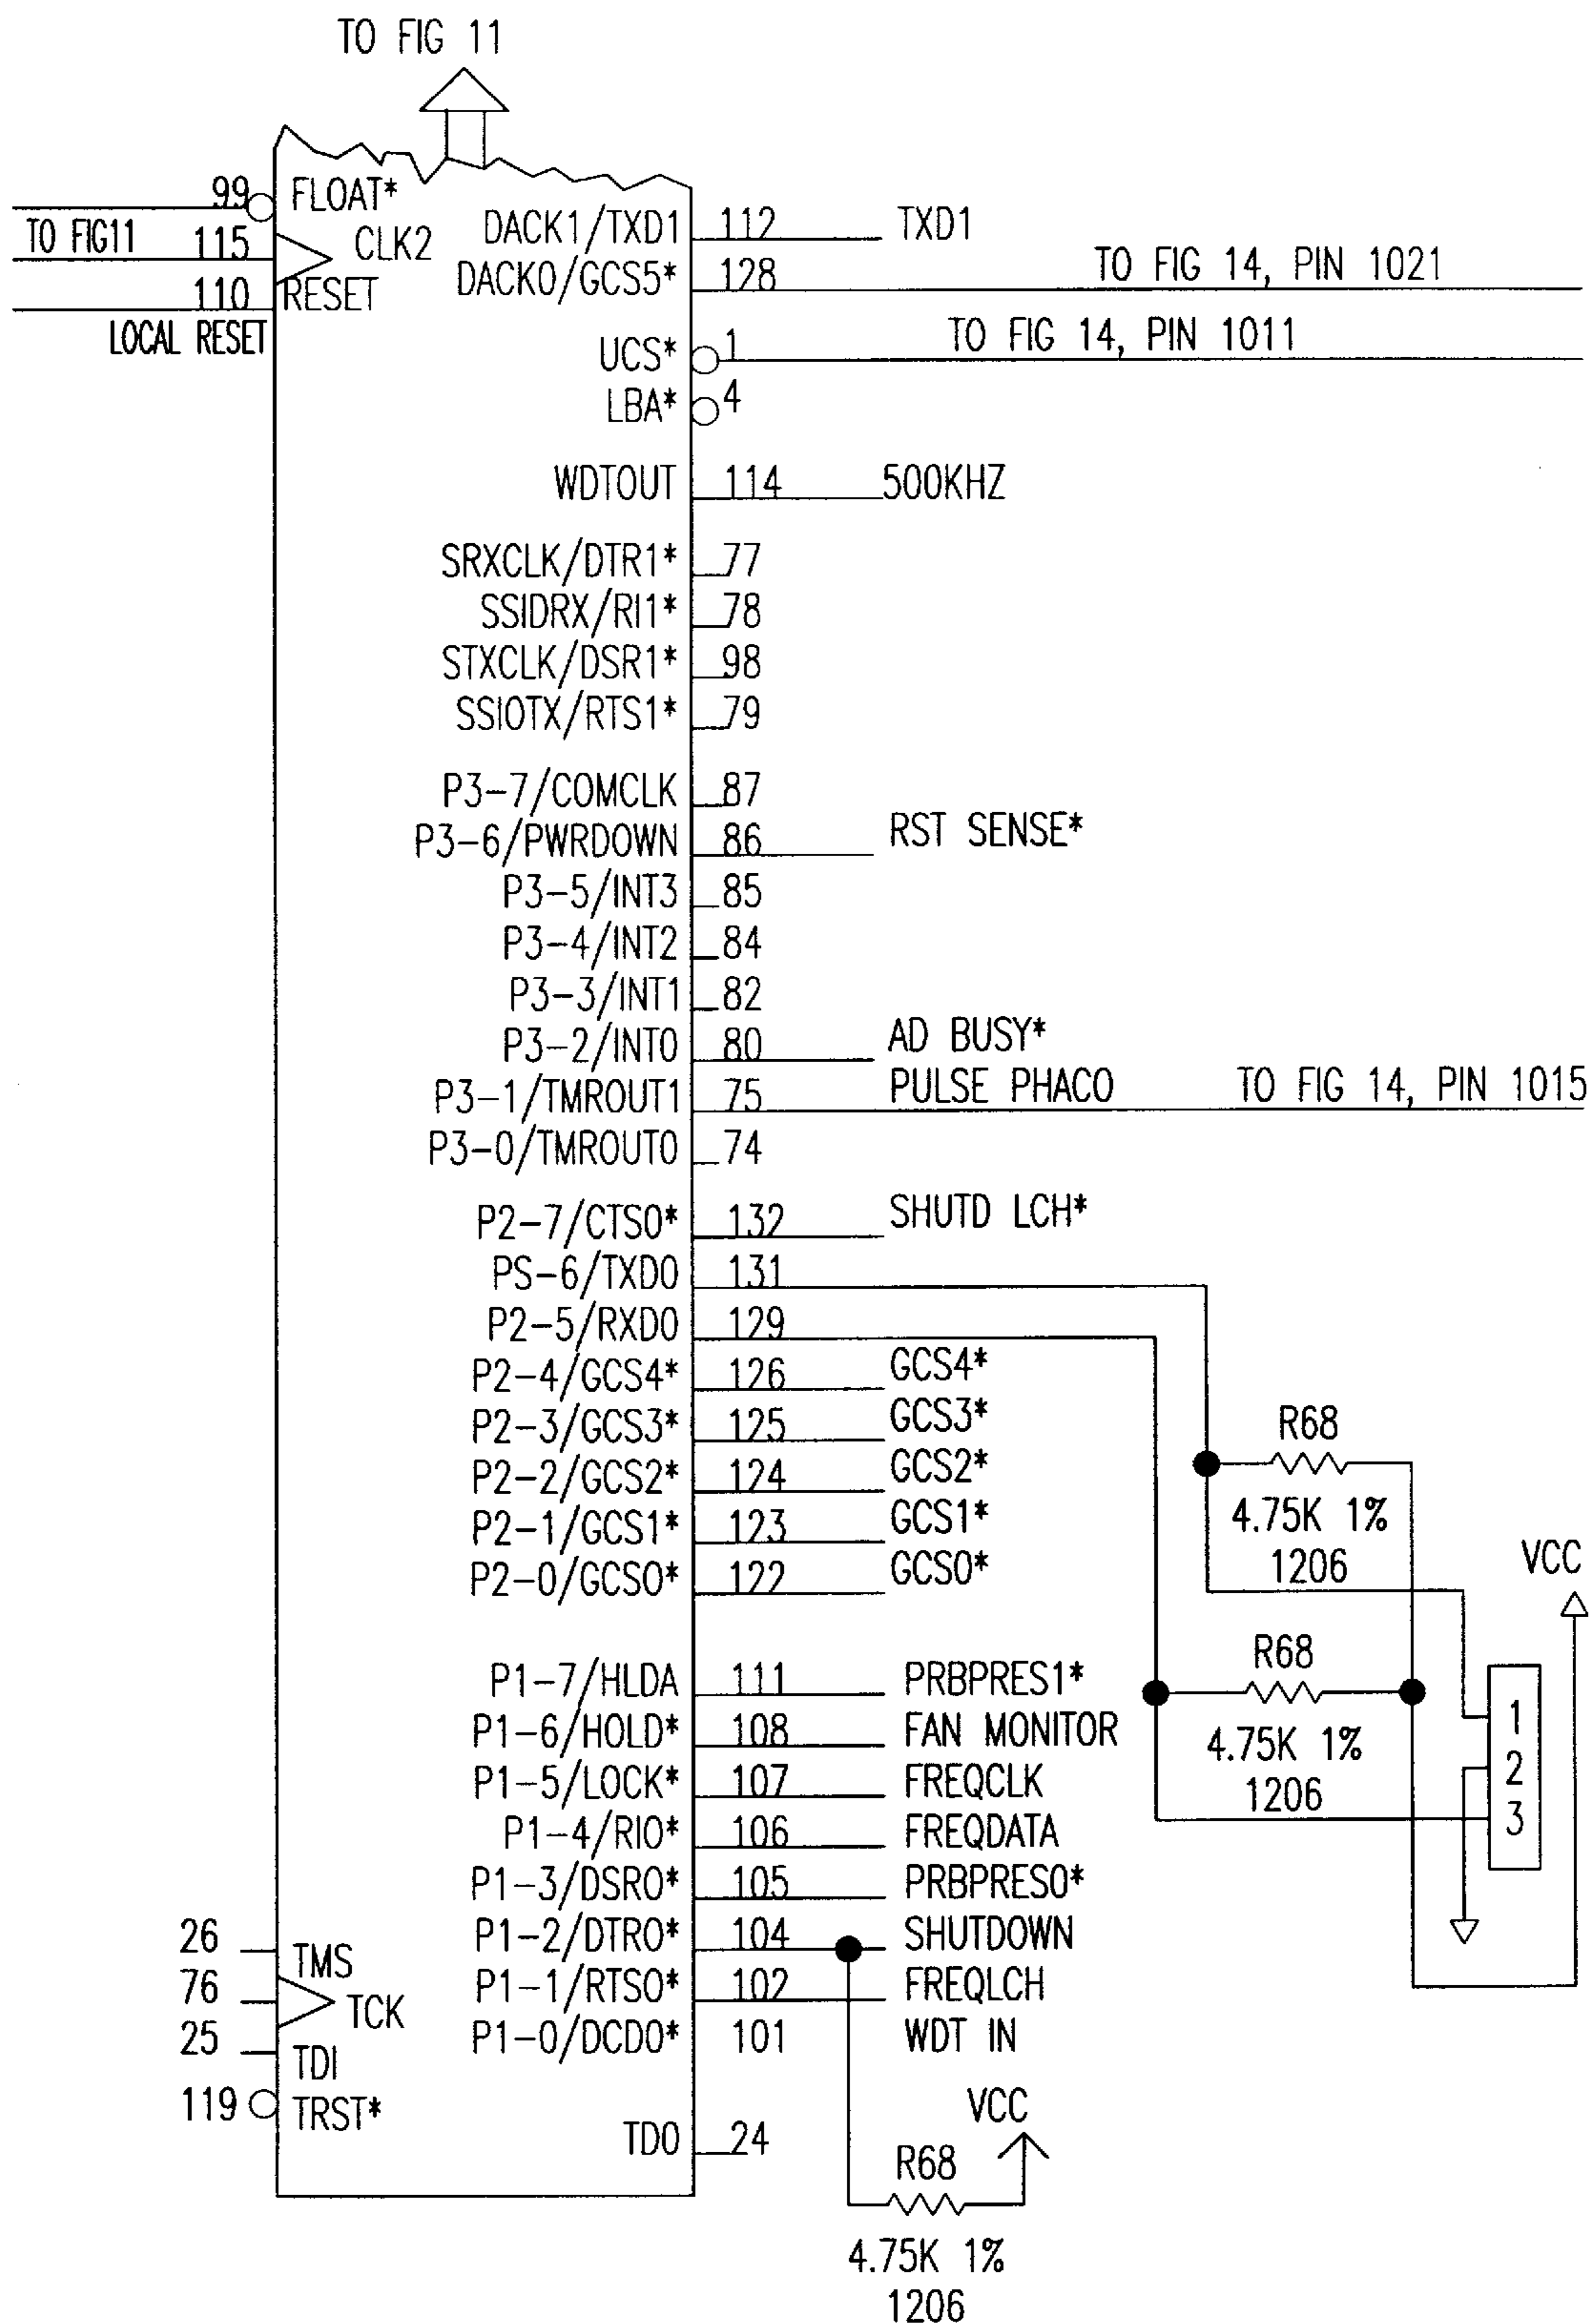 TO FIG 11
99 FLOAT*
TO FIG11
115 CLK2
110 RESET
LOCAL RESET
DACK1/TXD1 112 TXD1
DACK0/GCS5* 128 TO FIG 14, PIN 1021
UCS* 1 TO FIG 14, PIN 1011
LBA* 4
WDTOUT 114 500KHZ
SRXCLK/DTR1* 77
SSIDRX/RI1* 78
STXCLK/DSR1* 98
SSIOTX/RTS1* 79
P3-7/COMCLK 87
P3-6/PWRDOWN 86 RST SENSE*
P3-5/INT3 85
P3-4/INT2 84
P3-3/INT1 82
P3-2/INT0 80 AD BUSY*
P3-1/TMROUT1 75 PULSE PHACO TO FIG 14, PIN 1015
P3-0/TMROUT0 74
P2-7/CTS0* 132 SHUTD LCH*
PS-6/TXD0 131
P2-5/RXD0 129
P2-4/GCS4* 126 GCS4*
P2-3/GCS3* 125 GCS3*
P2-2/GCS2* 124 GCS2*
P2-1/GCS1* 123 GCS1*
P2-0/GCS0* 122 GCS0*
R68
4.75K 1%
1206
VCC
R68
4.75K 1%
1206
1
2
3
P1-7/HLDA 111 PRBPRES1*
P1-6/HOLD* 108 FAN MONITOR
P1-5/LOCK* 107 FREQCLK
P1-4/RI0* 106 FREQDATA
P1-3/DSR0* 105 PRBPRES0*
P1-2/DTR0* 104 SHUTDOWN
P1-1/RTS0* 102 FREQLCH
P1-0/DCD0* 101 WDT IN
26 TMS
76 TCK
25 TDI
119 TRST*
TDO 24
VCC
R68
4.75K 1%
1206